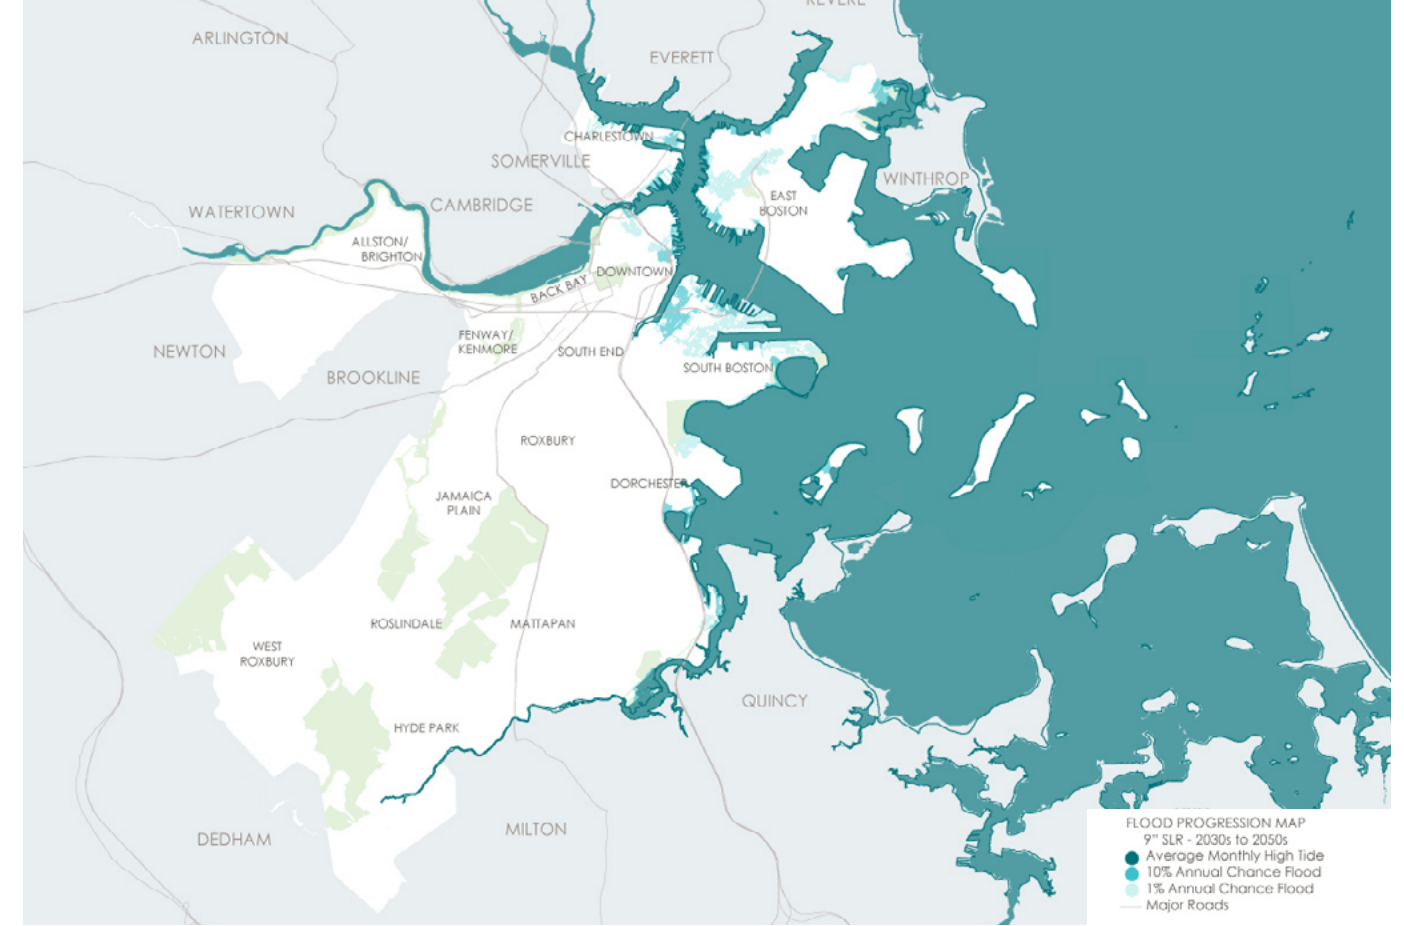 REVERE
ARLINGTON
EVERETT
CHARLESTOWN
SOMERVILLE
WINTHROP
CAMBRIDGE
WATERTOWN
EAST
BOSTON
ALLSTON/
BRIGHTON
DOWNTOWN
BACK BAY
FENWAY/
KENMORE
NEWTON
SOUTH END
SOUTH BOSTON
BROOKLINE
ROXBURY
DORCHESTER
JAMAICA
PLAIN
ROSLINDALE
MATTAPAN
WEST
ROXBURY
QUINCY
HYDE PARK
MILTON
DEDHAM
FLOOD PROGRESSION MAP
9" SLR - 2030s to 2050s
Average Monthly High Tide
10% Annual Chance Flood
1% Annual Chance Flood
Major Roads